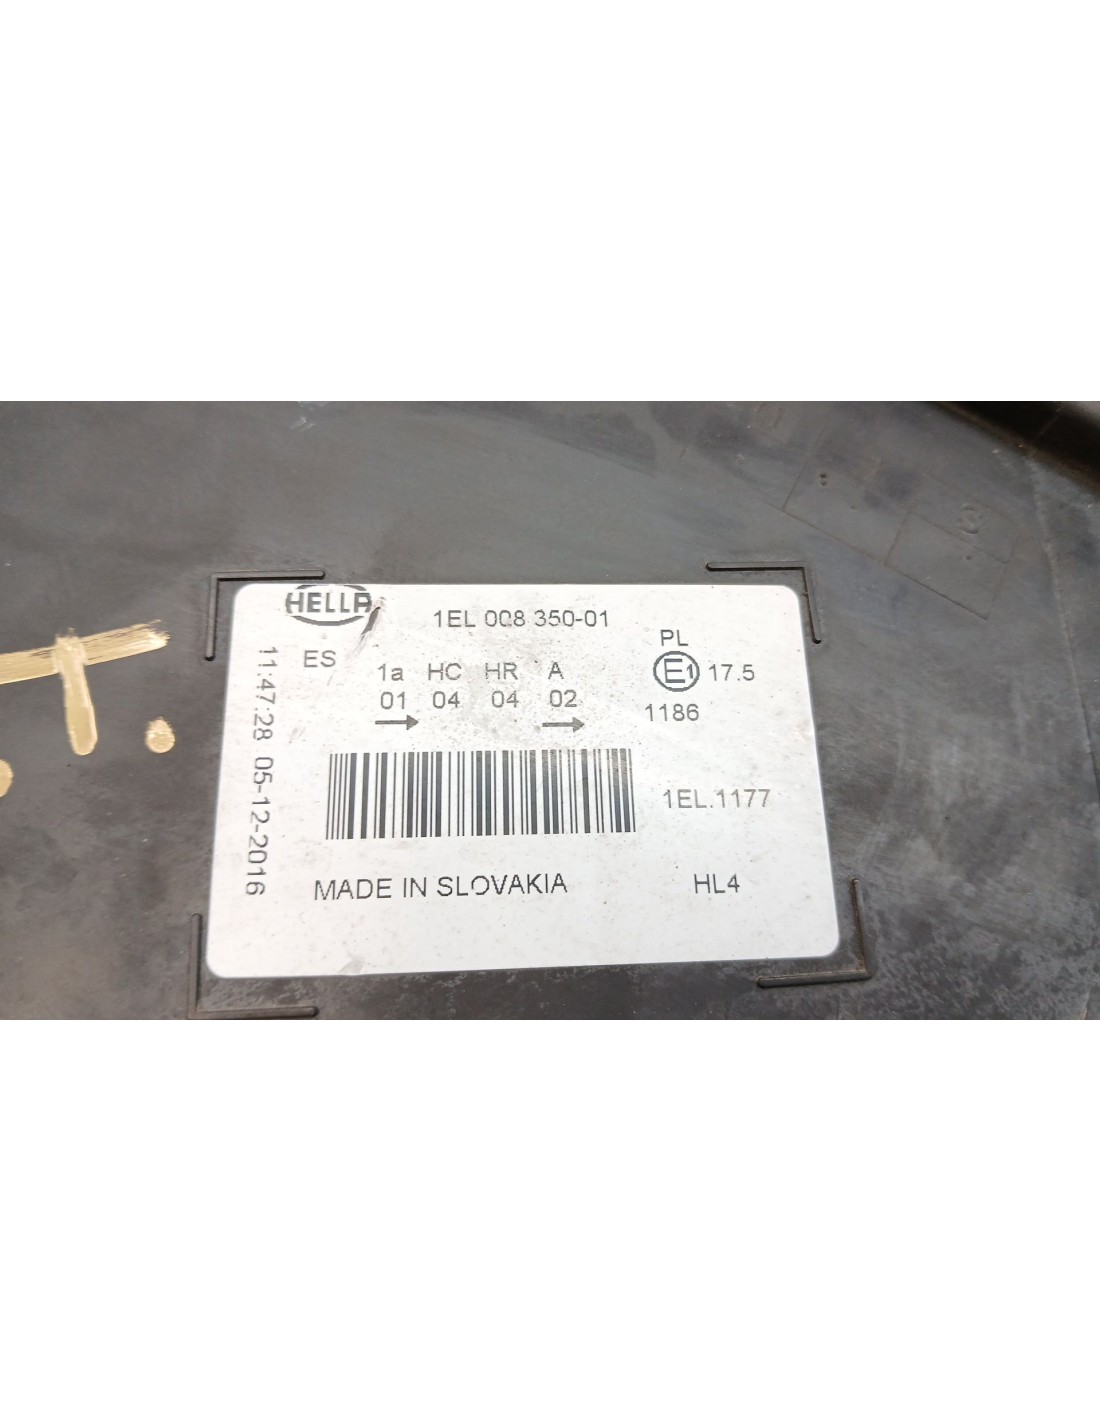 HELLA
1EL 008 350-01
PL
ES
1a HC HR A
E1 17.5
01 04 04 02
1186
11:47:28 05-12-2016
1EL.1177
MADE IN SLOVAKIA
HL4